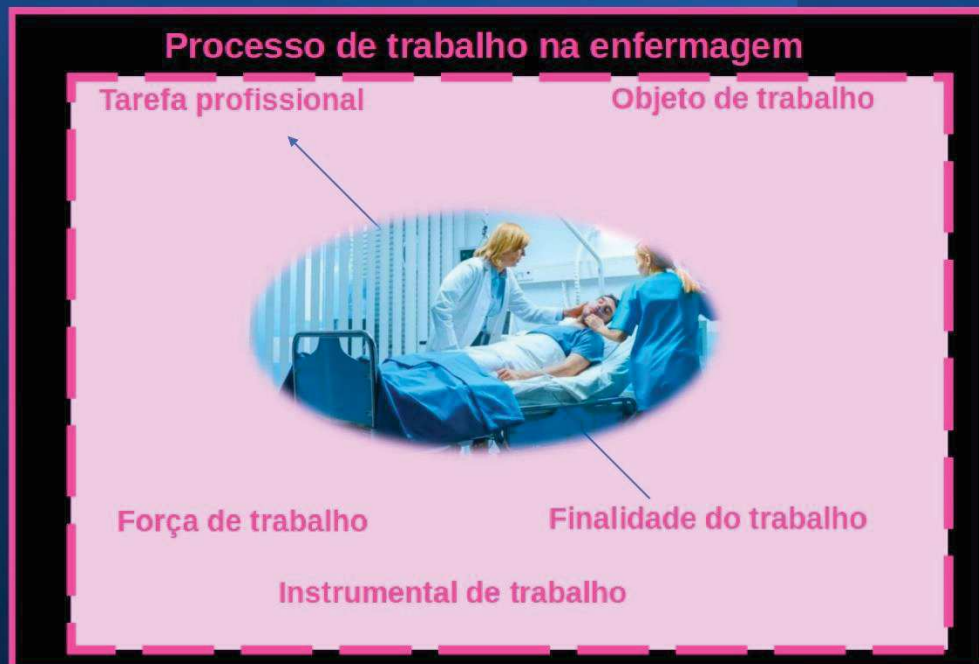 Processo de trabalho na enfermagem
Tarefa profissional
Objeto de trabalho
Força de trabalho
Finalidade do trabalho
Instrumental de trabalho